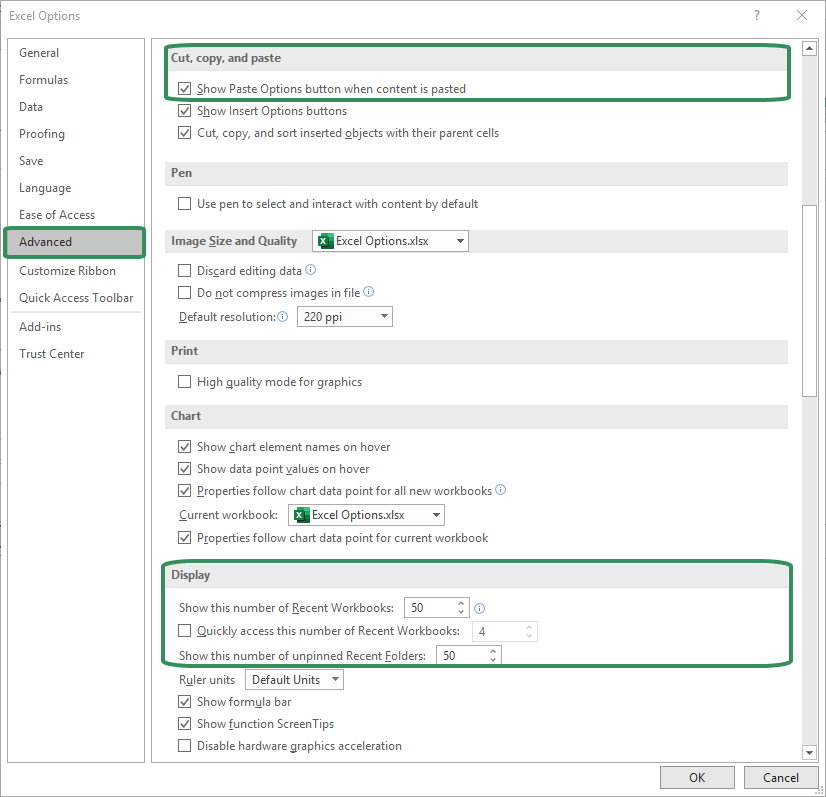 Excel Options
?
General
Formulas
Data
Proofing
Save
Language
Ease of Access
Advanced
Customize Ribbon
Quick Access Toolbar
Add-ins
Trust Center
Cut, copy, and paste
Show Paste Options button when content is pasted
Show Insert Options buttons
Cut, copy, and sort inserted objects with their parent cells
Pen
Use pen to select and interact with content by default
Image Size and Quality Excel Options.xlsx
Discard editing data
Do not compress images in file
Default resolution: 220 ppi
Print
High quality mode for graphics
Chart
Show chart element names on hover
Show data point values on hover
Properties follow chart data point for all new workbooks
Current workbook: Excel Options.xlsx
Properties follow chart data point for current workbook
Display
Show this number of Recent Workbooks: 50
Quickly access this number of Recent Workbooks: 4
Show this number of unpinned Recent Folders: 50
Ruler units Default Units
Show formula bar
Show function ScreenTips
Disable hardware graphics acceleration
OK Cancel